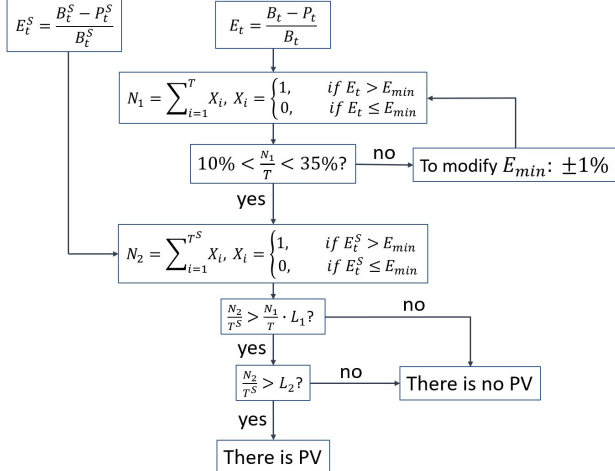 E_t^S = (B_t^S − P_t^S) / B_t^S
E_t = (B_t − P_t) / B_t
N_1 = ∑_{i=1}^{T} X_i, X_i = { 1, if E_t > E_min
0, if E_t ≤ E_min
10% < N_1/T < 35%?
no
To modify E_min: ±1%
yes
N_2 = ∑_{i=1}^{T^S} X_i, X_i = { 1, if E_t^S > E_min
0, if E_t^S ≤ E_min
N_2/T^S > N_1/T · L_1?
no
yes
N_2/T^S > L_2?
no
There is no PV
yes
There is PV